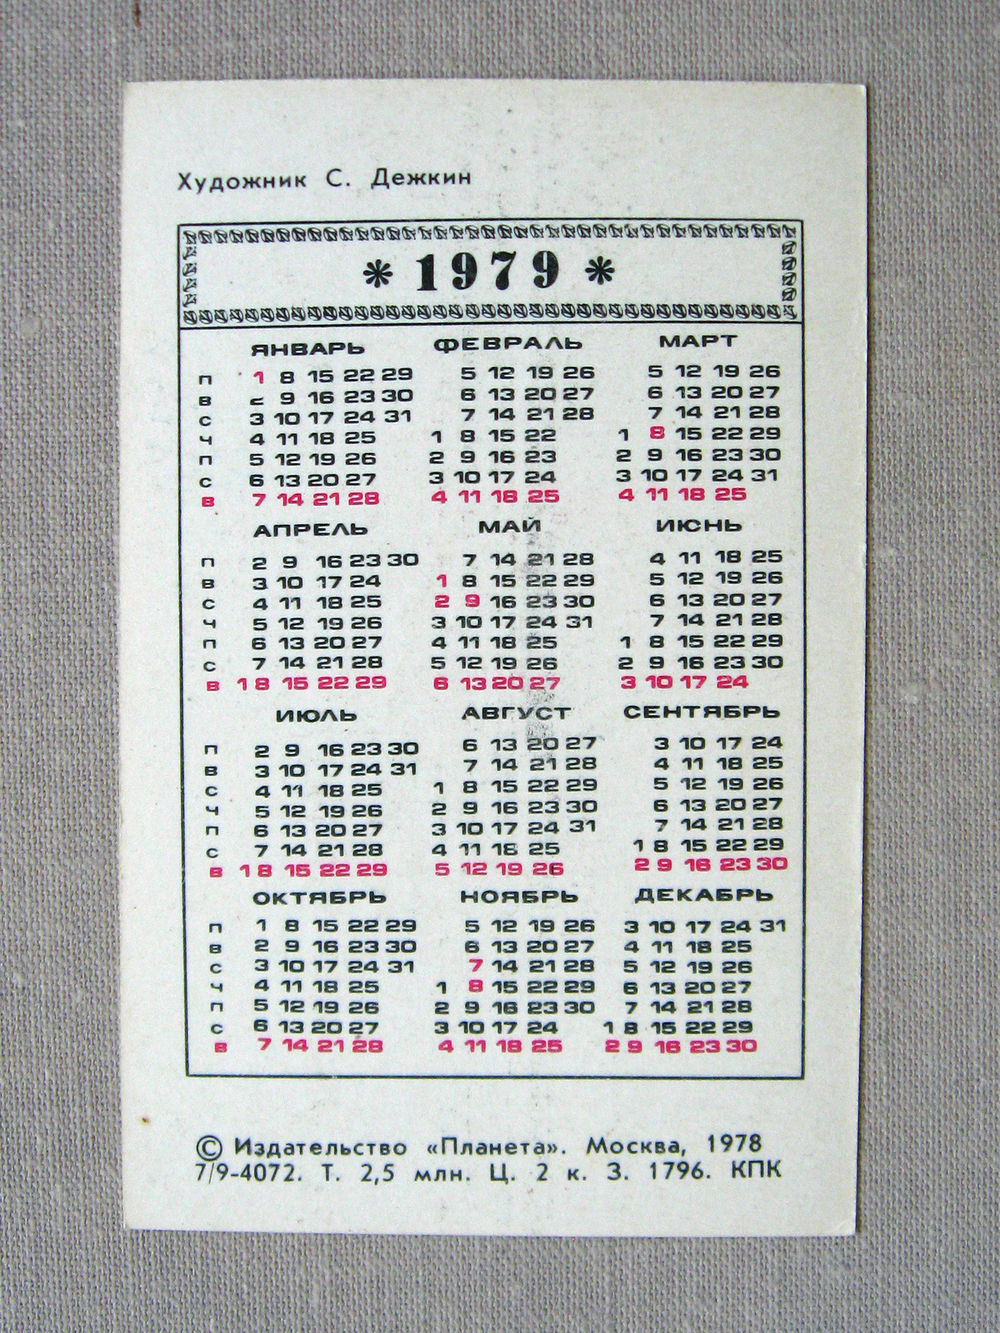 Художник С. Дежкин
* 1979 *
ЯНВАРЬ ФЕВРАЛЬ МАРТ
П 1 8 15 22 29 5 12 19 26 5 12 19 26
В 2 9 16 23 30 6 13 20 27 6 13 20 27
С 3 10 17 24 31 7 14 21 28 7 14 21 28
Ч 4 11 18 25 1 8 15 22 1 8 15 22 29
П 5 12 19 26 2 9 16 23 2 9 16 23 30
С 6 13 20 27 3 10 17 24 3 10 17 24 31
В 7 14 21 28 4 11 18 25 4 11 18 25
АПРЕЛЬ МАЙ ИЮНЬ
П 2 9 16 23 30 7 14 21 28 4 11 18 25
В 3 10 17 24 1 8 15 22 29 5 12 19 26
С 4 11 18 25 2 9 16 23 30 6 13 20 27
Ч 5 12 19 26 3 10 17 24 31 7 14 21 28
П 6 13 20 27 4 11 18 25 1 8 15 22 29
С 7 14 21 28 5 12 19 26 2 9 16 23 30
В 1 8 15 22 29 6 13 20 27 3 10 17 24
ИЮЛЬ АВГУСТ СЕНТЯБРЬ
П 2 9 16 23 30 6 13 20 27 3 10 17 24
В 3 10 17 24 31 7 14 21 28 4 11 18 25
С 4 11 18 25 1 8 15 22 29 5 12 19 26
Ч 5 12 19 26 2 9 16 23 30 6 13 20 27
П 6 13 20 27 3 10 17 24 31 7 14 21 28
С 7 14 21 28 4 11 18 25 1 8 15 22 29
В 1 8 15 22 29 5 12 19 26 2 9 16 23 30
ОКТЯБРЬ НОЯБРЬ ДЕКАБРЬ
П 1 8 15 22 29 5 12 19 26 3 10 17 24 31
В 2 9 16 23 30 6 13 20 27 4 11 18 25
С 3 10 17 24 31 7 14 21 28 5 12 19 26
Ч 4 11 18 25 1 8 15 22 29 6 13 20 27
П 5 12 19 26 2 9 16 23 30 7 14 21 28
С 6 13 20 27 3 10 17 24 1 8 15 22 29
В 7 14 21 28 4 11 18 25 2 9 16 23 30
© Издательство «Планета». Москва, 1978
7/9-4072. Т. 2,5 млн. Ц. 2 к. З. 1796. КПК